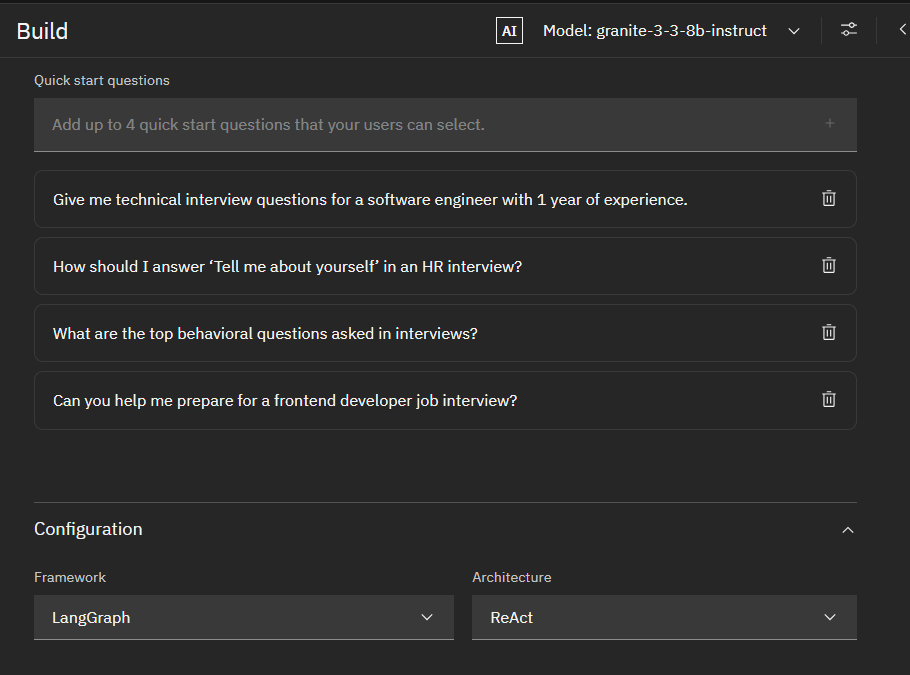 Build
AI Model: granite-3-3-8b-instruct
Quick start questions
Add up to 4 quick start questions that your users can select.
Give me technical interview questions for a software engineer with 1 year of experience.
How should I answer ‘Tell me about yourself’ in an HR interview?
What are the top behavioral questions asked in interviews?
Can you help me prepare for a frontend developer job interview?
Configuration
Framework Architecture
LangGraph ReAct